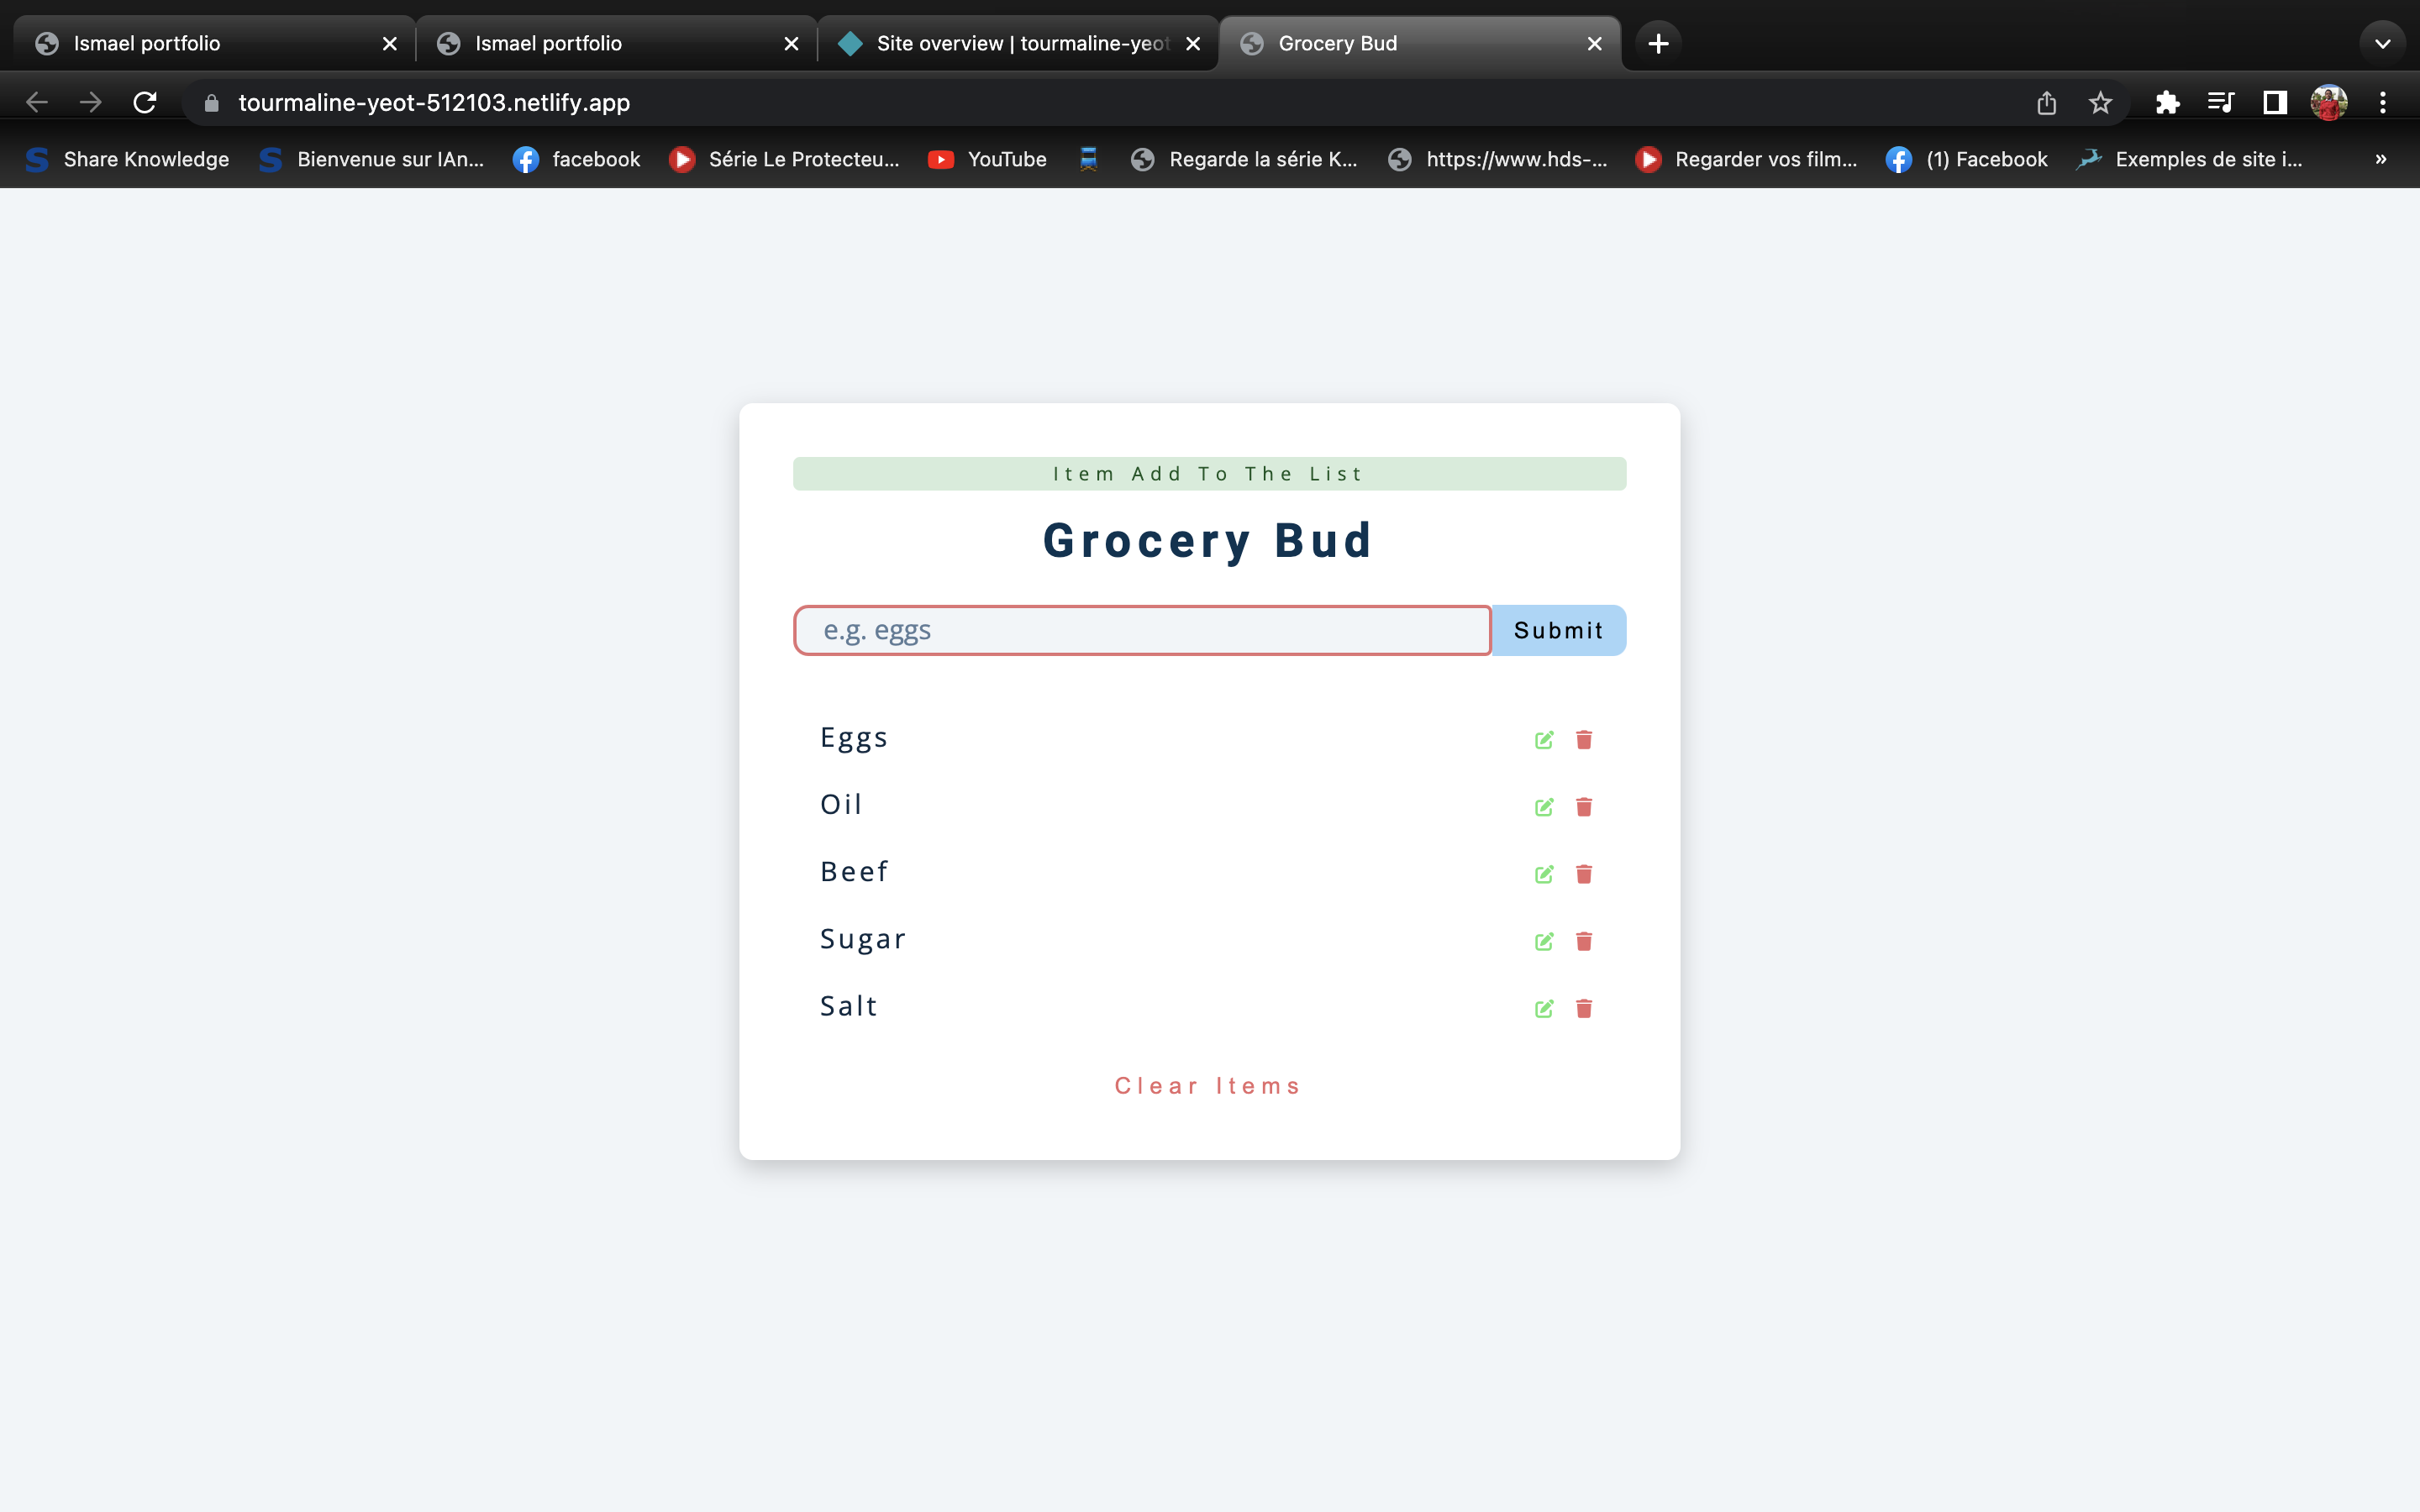 Ismael portfolio
Ismael portfolio
Site overview | tourmaline-yeot
Grocery Bud
tourmaline-yeot-512103.netlify.app
Share Knowledge
Bienvenue sur IAn...
facebook
Série Le Protecteu...
YouTube
Regarde la série K...
https://www.hds-...
Regarder vos film...
(1) Facebook
Exemples de site i...
»
Item Add To The List
Grocery Bud
e.g. eggs
Submit
Eggs
Oil
Beef
Sugar
Salt
Clear Items